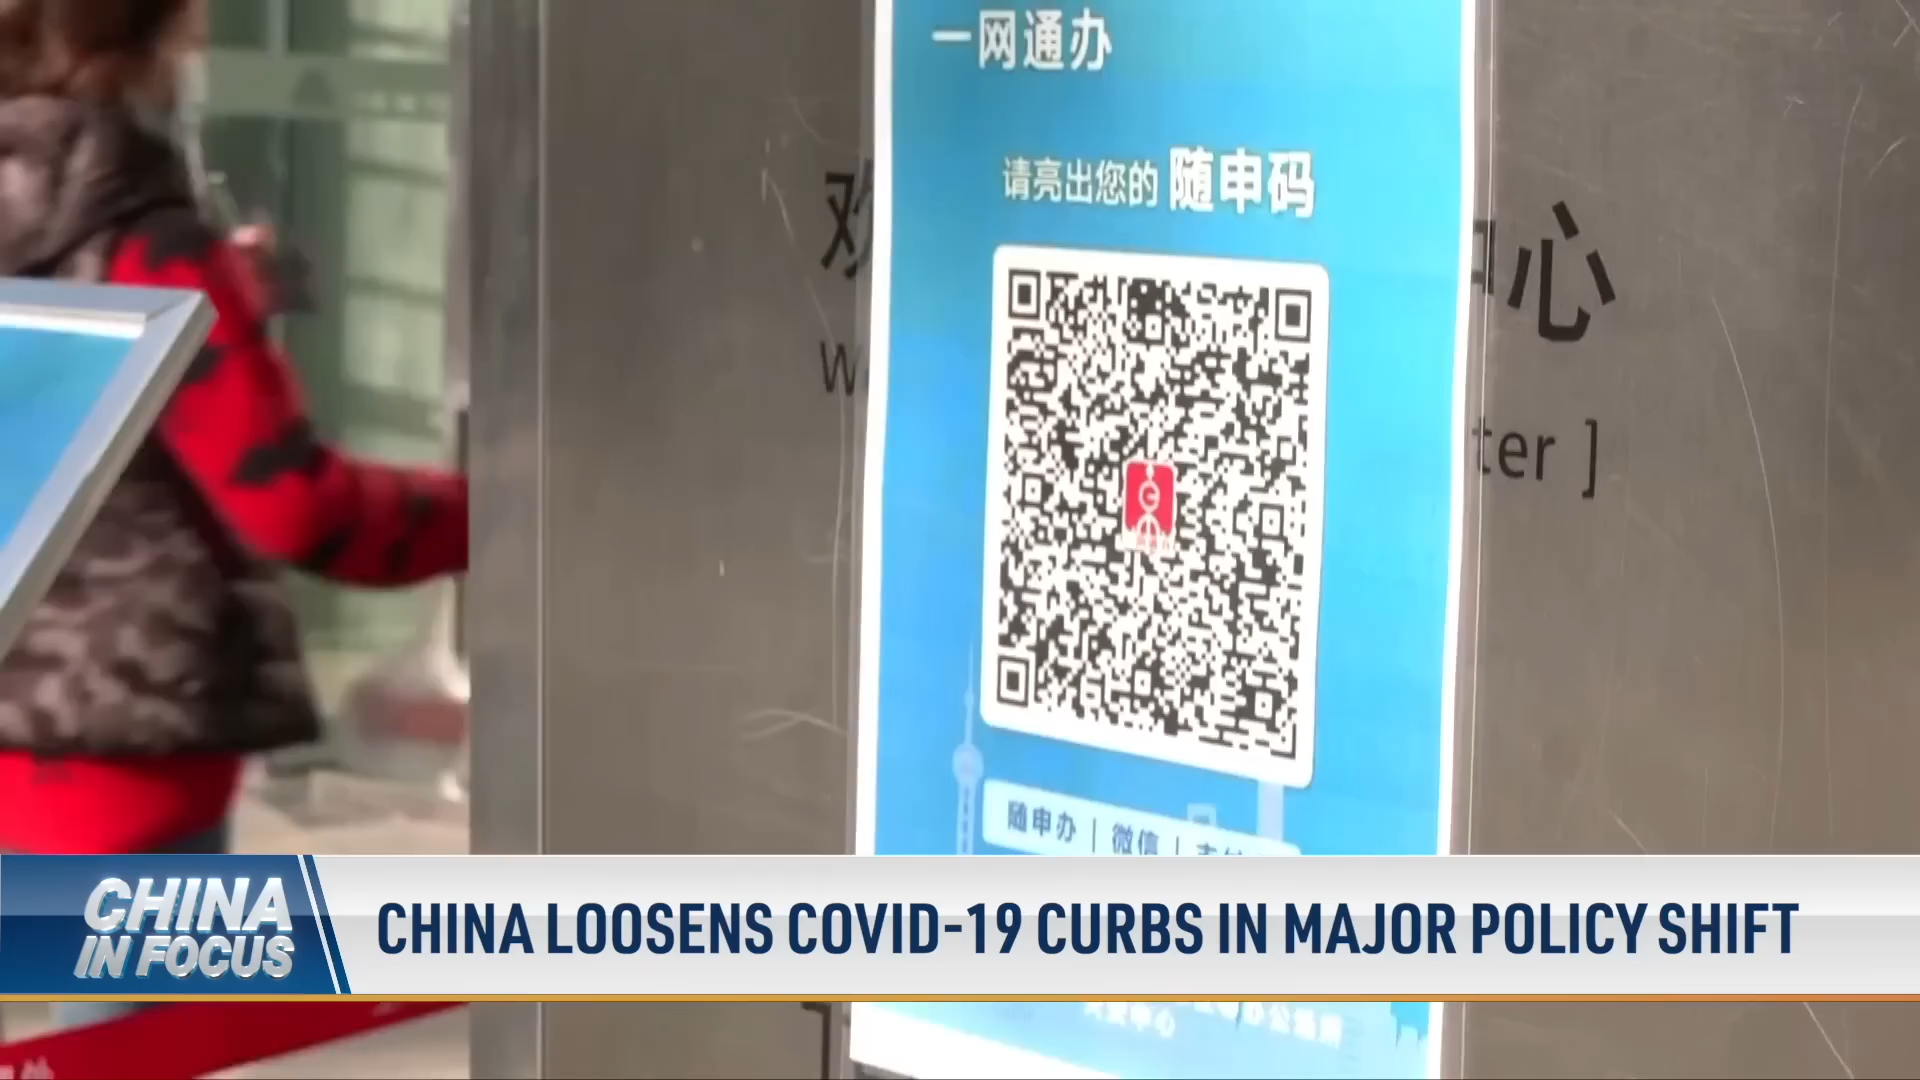 一网通办
请亮出您的 随申码
心
ter ]
随申办 | 微信 |
CHINA
IN FOCUS
CHINA LOOSENS COVID-19 CURBS IN MAJOR POLICY SHIFT